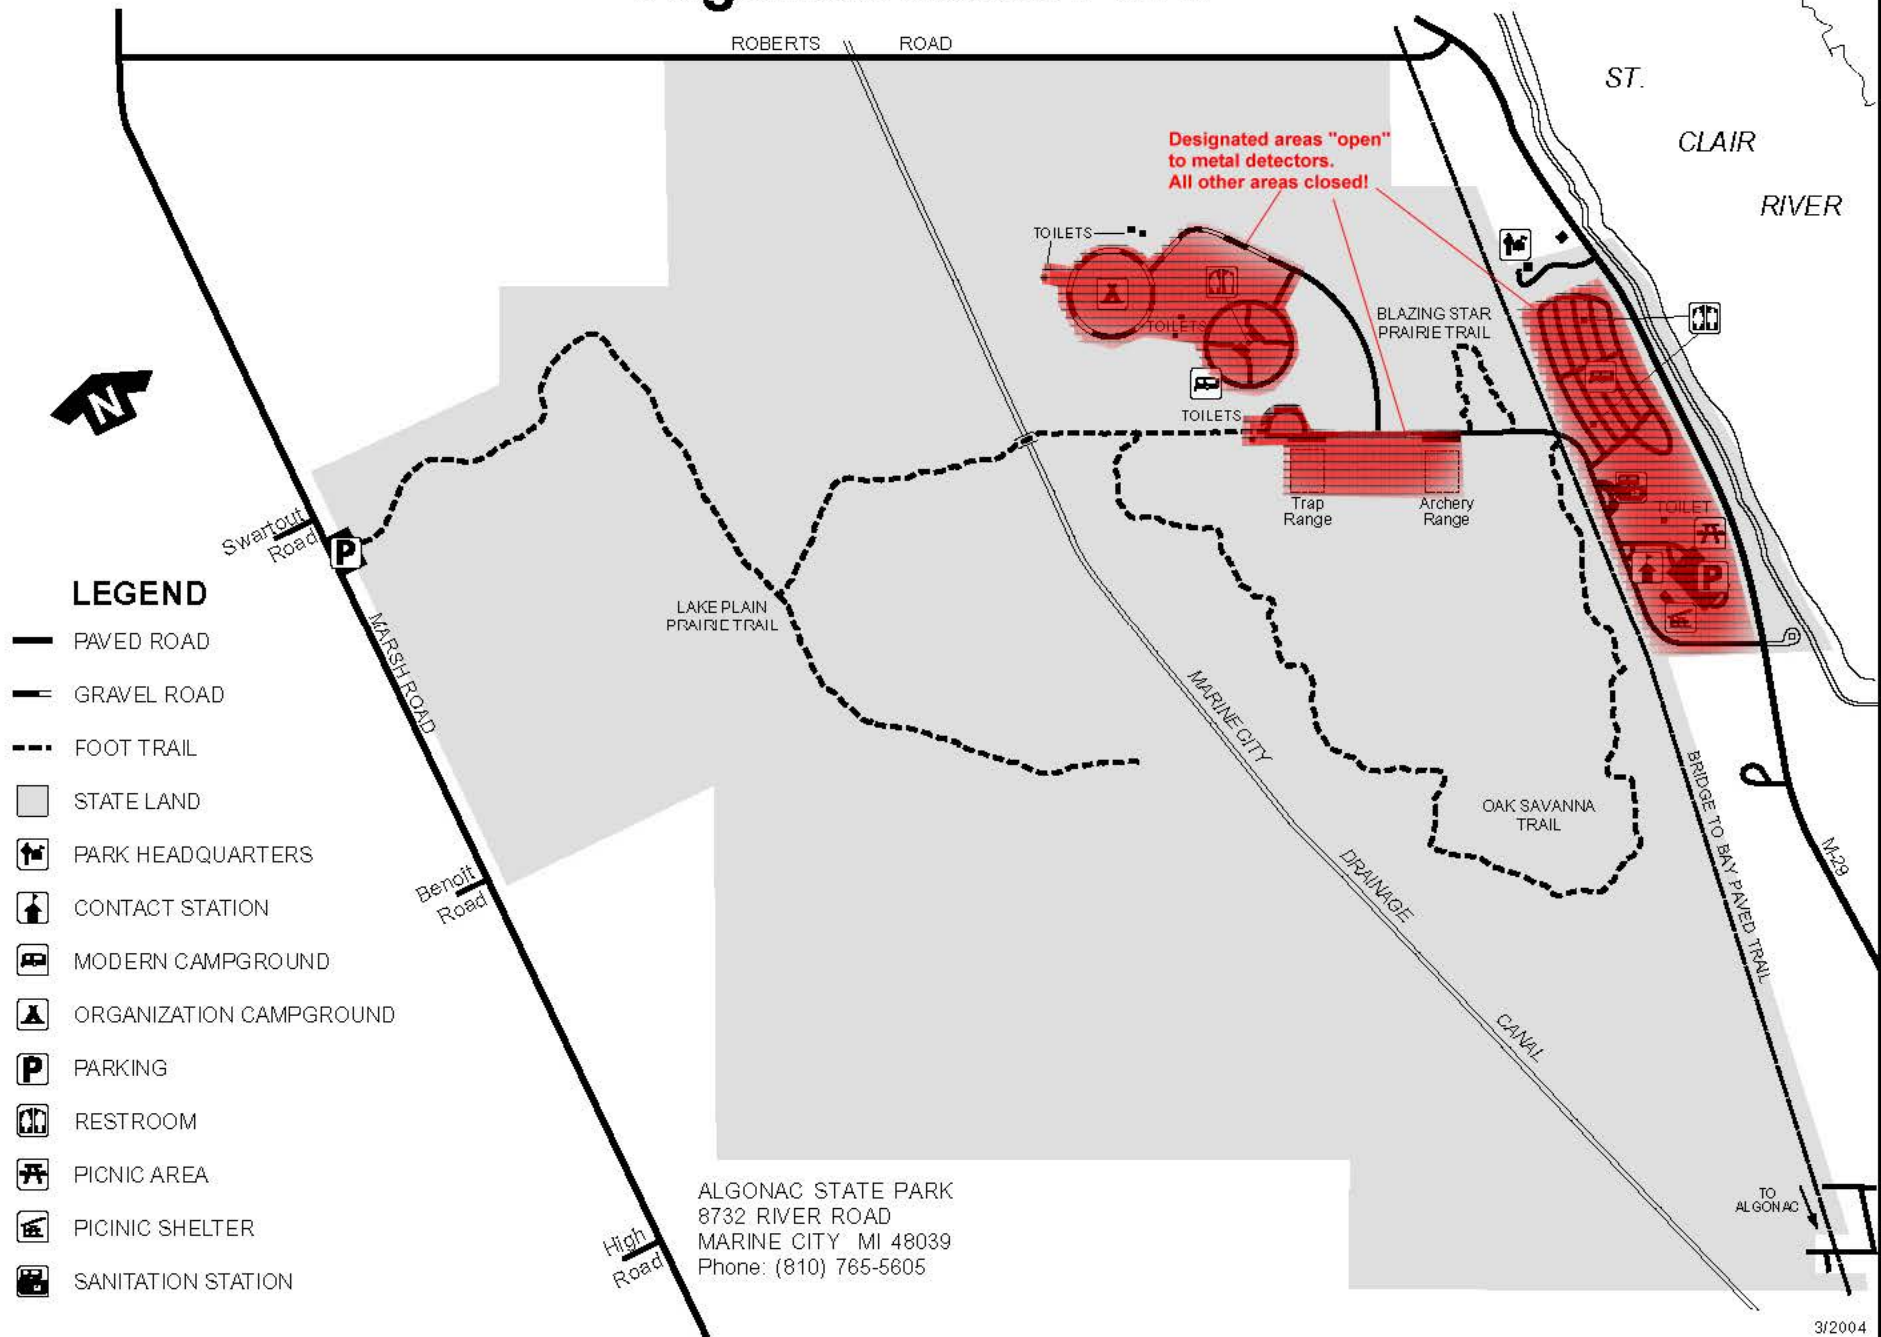 ROBERTS ROAD
ST.
CLAIR
RIVER
Designated areas "open"
to metal detectors.
All other areas closed!
TOILETS
TOILETS
BLAZING STAR
PRAIRIE TRAIL
TOILETS
Trap
Range
Archery
Range
TOILET
P
N
Swartout
Road
P
MARSH ROAD
LAKE PLAIN
PRAIRIE TRAIL
MARINE CITY
DRAINAGE
CANAL
OAK SAVANNA
TRAIL
BRIDGE TO BAY PAVED TRAIL
M-29
Benoit
Road
High
Road
TO
ALGONAC
LEGEND
PAVED ROAD
GRAVEL ROAD
FOOT TRAIL
STATE LAND
PARK HEADQUARTERS
CONTACT STATION
MODERN CAMPGROUND
ORGANIZATION CAMPGROUND
P PARKING
RESTROOM
PICNIC AREA
PICINIC SHELTER
SANITATION STATION
ALGONAC STATE PARK
8732 RIVER ROAD
MARINE CITY MI 48039
Phone: (810) 765-5605
3/2004